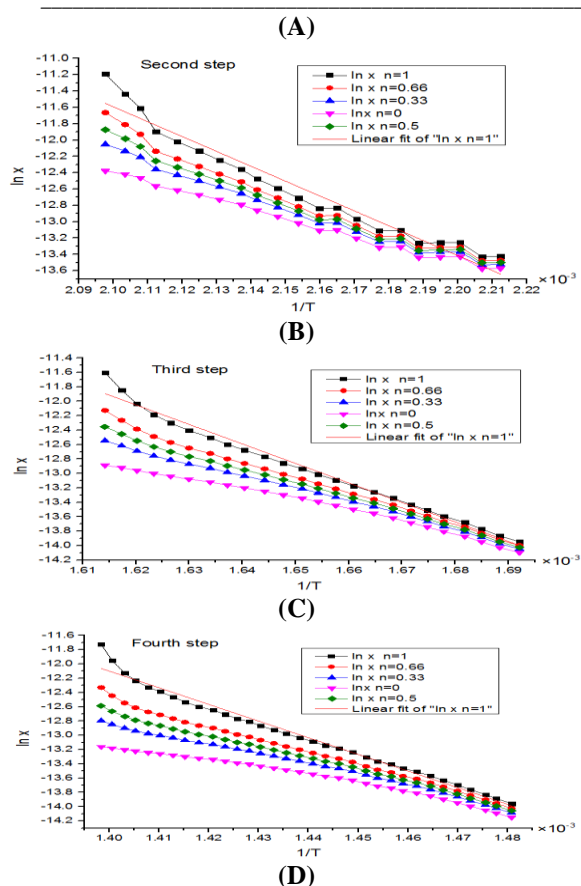 (A)
Second step
ln x n=1
ln x n=0.66
ln x n=0.33
lnx n=0
ln x n=0.5
Linear fit of "ln x n=1"
-11.0
-11.2
-11.4
-11.6
-11.8
-12.0
-12.2
-12.4
-12.6
-12.8
-13.0
-13.2
-13.4
-13.6
ln x
2.09 2.10 2.11 2.12 2.13 2.14 2.15 2.16 2.17 2.18 2.19 2.20 2.21 2.22
×10⁻³
1/T
(B)
Third step
ln x n=1
ln x n=0.66
ln x n=0.33
lnx n=0
ln x n=0.5
Linear fit of "ln x n=1"
-11.4
-11.6
-11.8
-12.0
-12.2
-12.4
-12.6
-12.8
-13.0
-13.2
-13.4
-13.6
-13.8
-14.0
-14.2
ln x
1.61 1.62 1.63 1.64 1.65 1.66 1.67 1.68 1.69
×10⁻³
1/T
(C)
Fourth step
ln x n=1
ln x n=0.66
ln x n=0.33
lnx n=0
ln x n=0.5
Linear fit of "ln x n=1"
-11.6
-11.8
-12.0
-12.2
-12.4
-12.6
-12.8
-13.0
-13.2
-13.4
-13.6
-13.8
-14.0
-14.2
ln x
1.40 1.41 1.42 1.43 1.44 1.45 1.46 1.47 1.48
×10⁻³
1/T
(D)